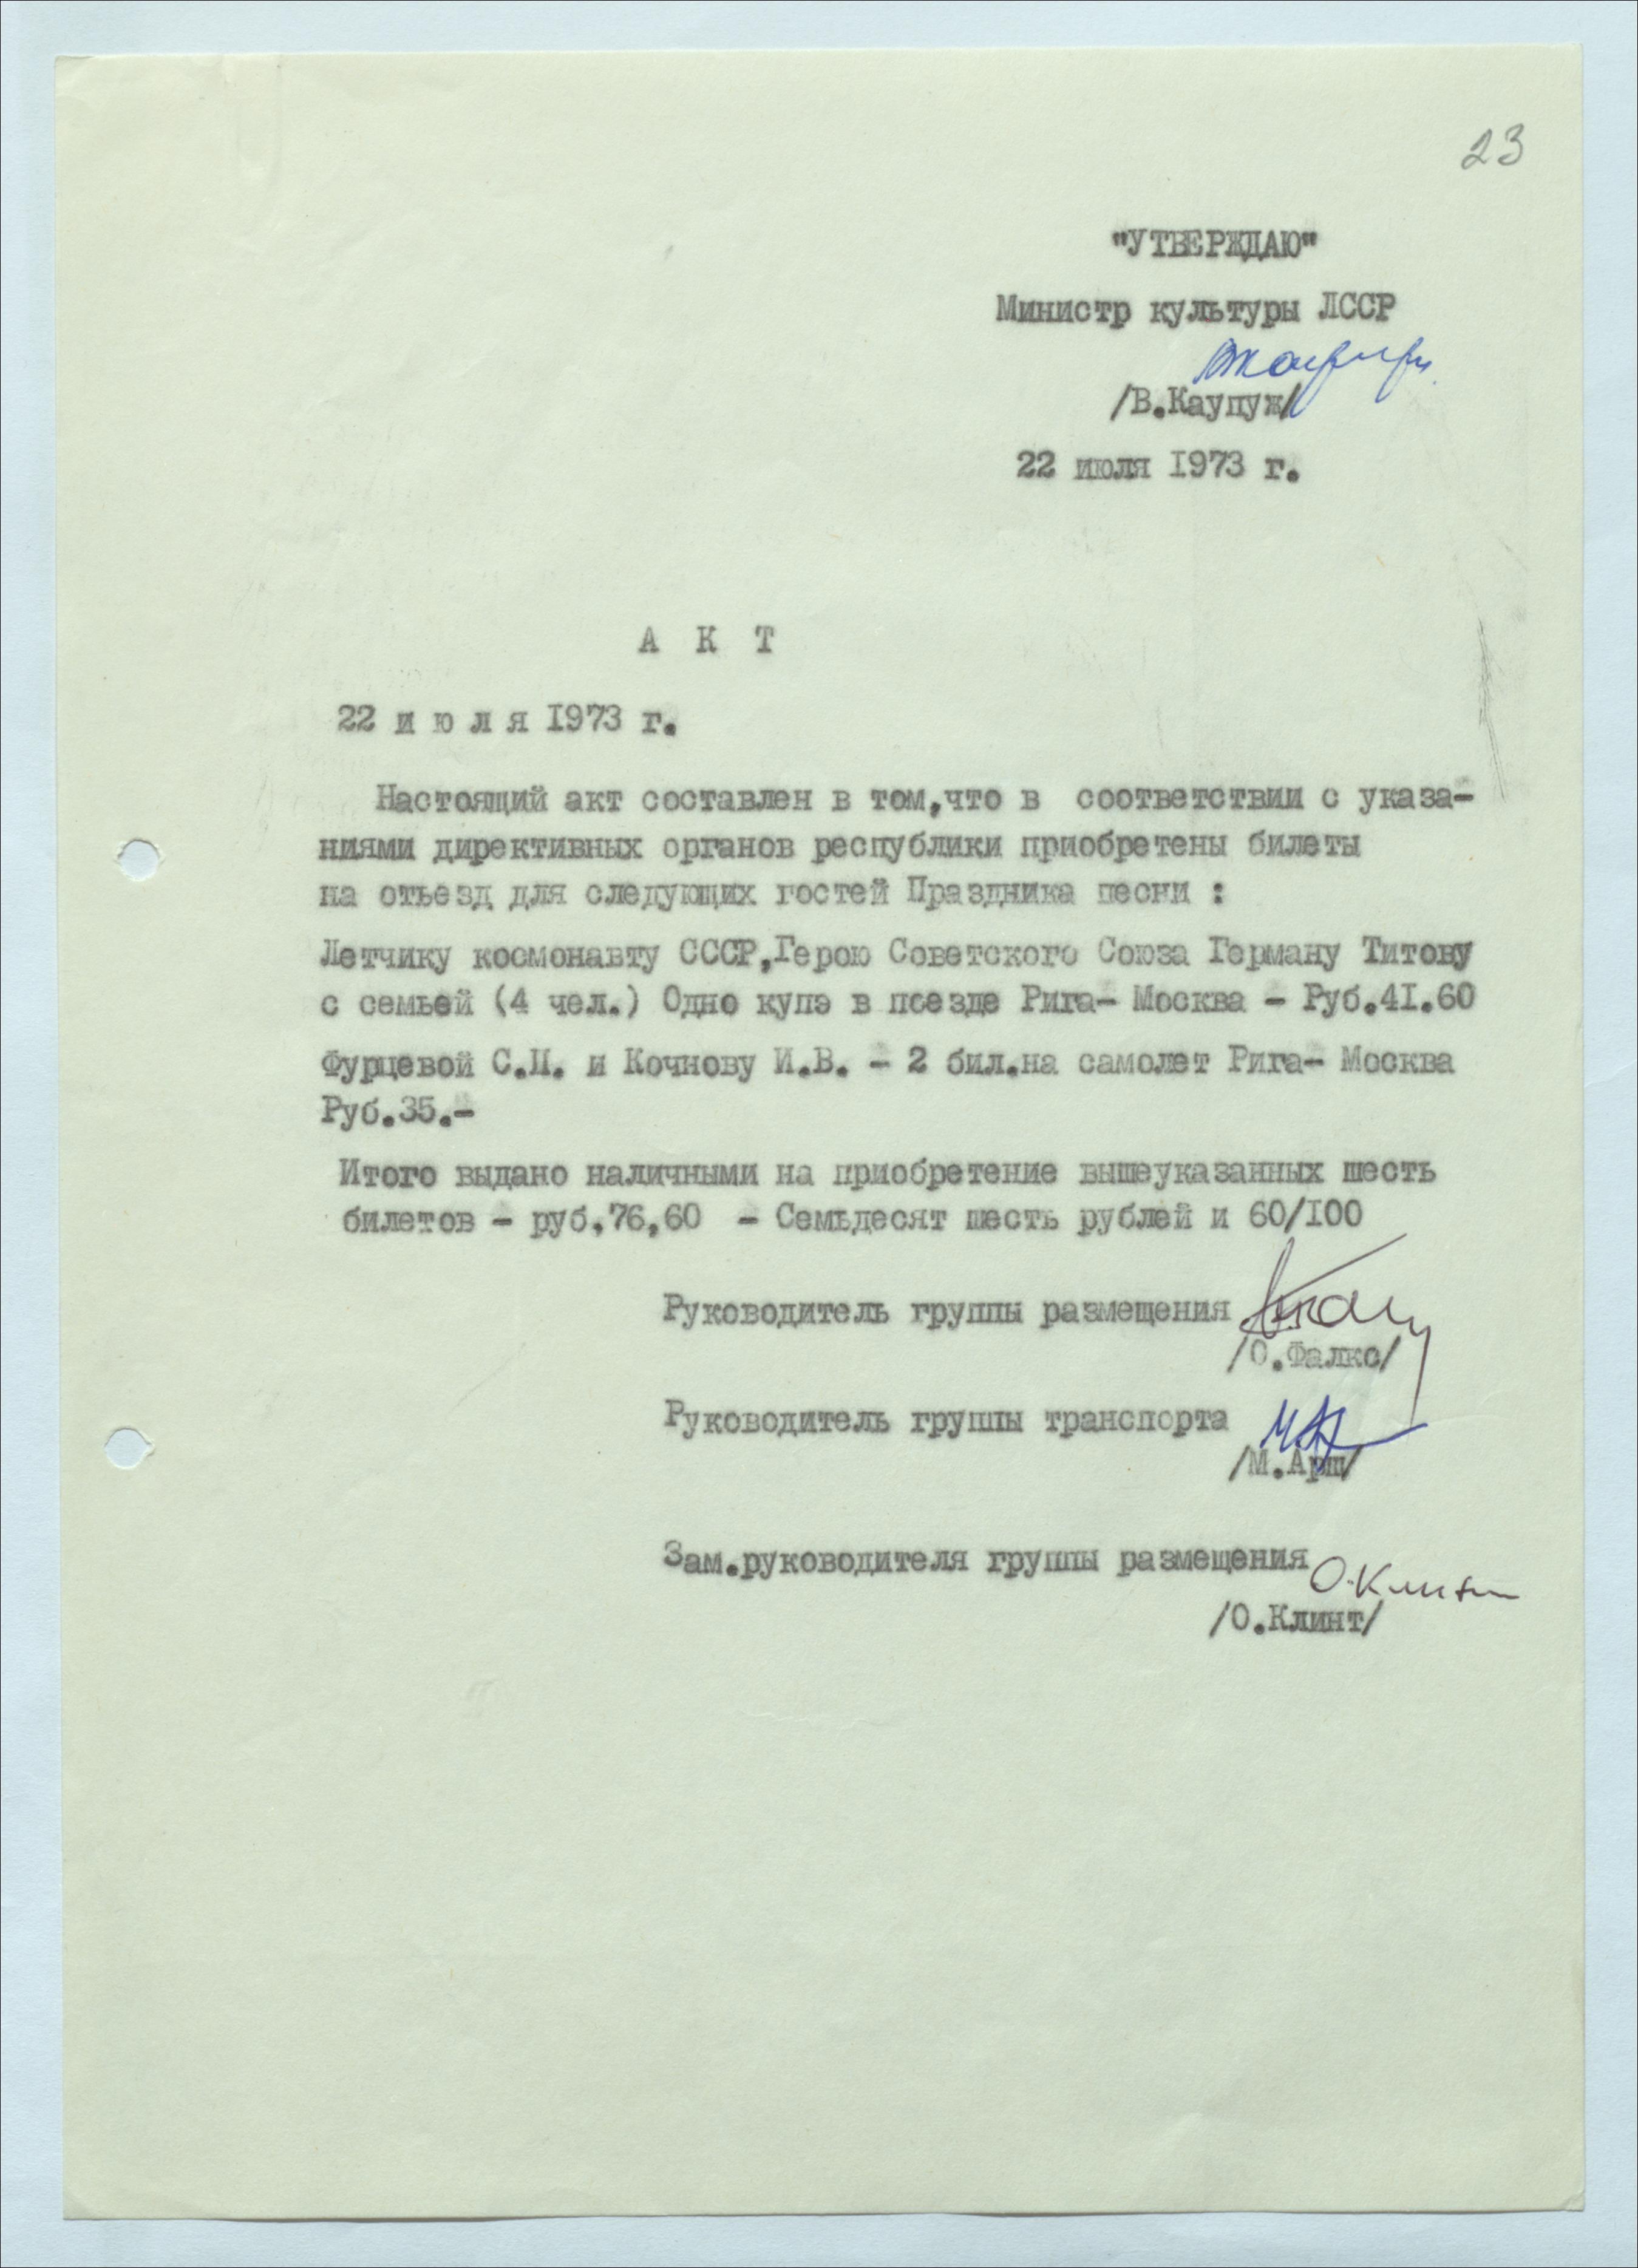 23
"УТВЕРЖДАЮ"
Министр культуры ЛССР
/В.Каупуж/
22 июля 1973 г.
А К Т
22 и ю л я 1973 г.
Настоящий акт составлен в том,что в соответствии с указа-
ниями директивных органов республики приобретены билеты
на отъезд для следующих гостей Праздника песни :
Летчику космонавту СССР,Герою Советского Союза Герману Титову
с семьей (4 чел.) Одно купэ в поезде Рига- Москва - Руб.41.60
Фурцевой С.П. и Кочнову И.В. - 2 бил.на самолет Рига- Москва
Руб.35.-
Итого выдано наличными на приобретение вышеуказанных шесть
билетов - руб.76,60 - Семьдесят шесть рублей и 60/100
Руководитель группы размещения
/О.Фалкс/
Руководитель группы транспорта
/М.Арш/
Зам.руководителя группы размещения О.Клинт
/О.Клинт/